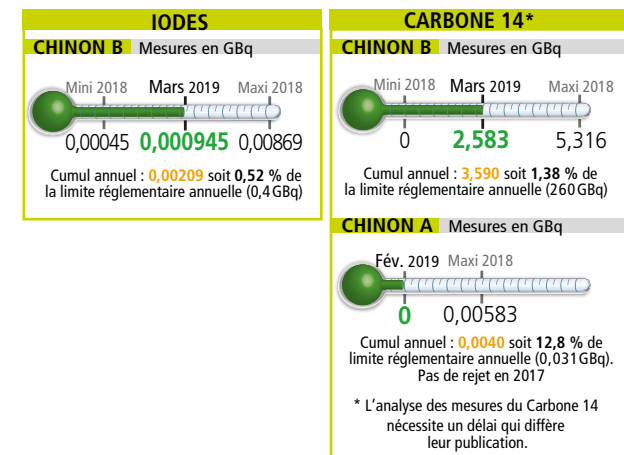 IODES
CHINON B Mesures en GBq
Mini 2018 Mars 2019 Maxi 2018
0,00045 0,000945 0,00869
Cumul annuel : 0,00209 soit 0,52 % de
la limite réglementaire annuelle (0,4 GBq)
CARBONE 14*
CHINON B Mesures en GBq
Mini 2018 Mars 2019 Maxi 2018
0 2,583 5,316
Cumul annuel : 3,590 soit 1,38 % de
la limite réglementaire annuelle (260 GBq)
CHINON A Mesures en GBq
Fév. 2019 Maxi 2018
0 0,00583
Cumul annuel : 0,0040 soit 12,8 % de
limite réglementaire annuelle (0,031 GBq).
Pas de rejet en 2017
* L’analyse des mesures du Carbone 14
nécessite un délai qui diffère
leur publication.